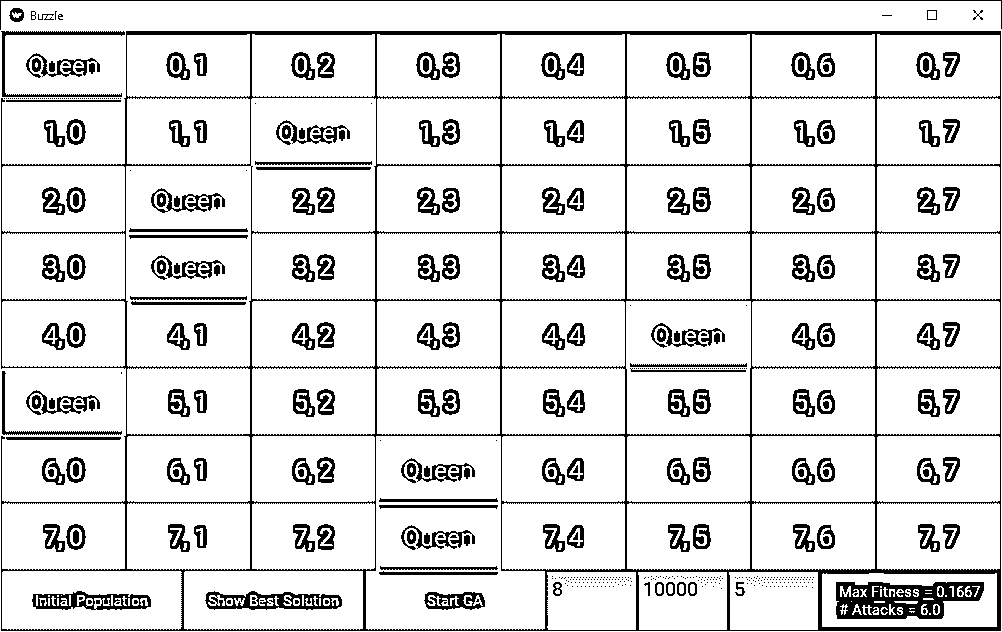 Buzzle
Queen 0,1 0,2 0,3 0,4 0,5 0,6 0,7
1,0 1,1 Queen 1,3 1,4 1,5 1,6 1,7
2,0 Queen 2,2 2,3 2,4 2,5 2,6 2,7
3,0 Queen 3,2 3,3 3,4 3,5 3,6 3,7
4,0 4,1 4,2 4,3 4,4 Queen 4,6 4,7
Queen 5,1 5,2 5,3 5,4 5,5 5,6 5,7
6,0 6,1 6,2 Queen 6,4 6,5 6,6 6,7
7,0 7,1 7,2 Queen 7,4 7,5 7,6 7,7
Initial Population Show Best Solution Start GA 8 10000 5 Max Fitness = 0.1667
# Attacks = 6.0